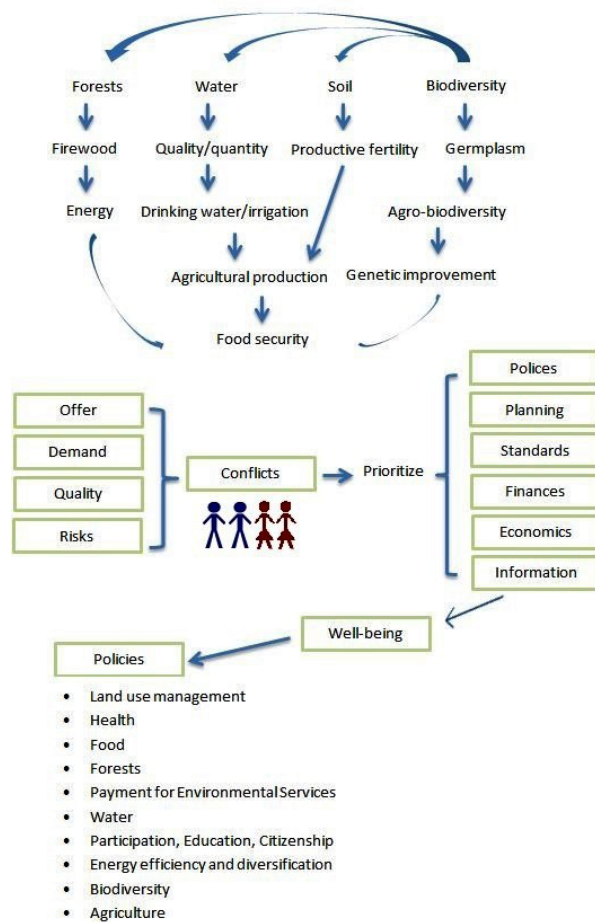 Forests Water Soil Biodiversity
Firewood Quality/quantity Productive fertility Germplasm
Energy Drinking water/irrigation Agro-biodiversity
Agricultural production Genetic improvement
Food security
Offer
Demand
Quality
Risks
Conflicts
Prioritize
Polices
Planning
Standards
Finances
Economics
Information
Well-being
Policies
• Land use management
• Health
• Food
• Forests
• Payment for Environmental Services
• Water
• Participation, Education, Citizenship
• Energy efficiency and diversification
• Biodiversity
• Agriculture